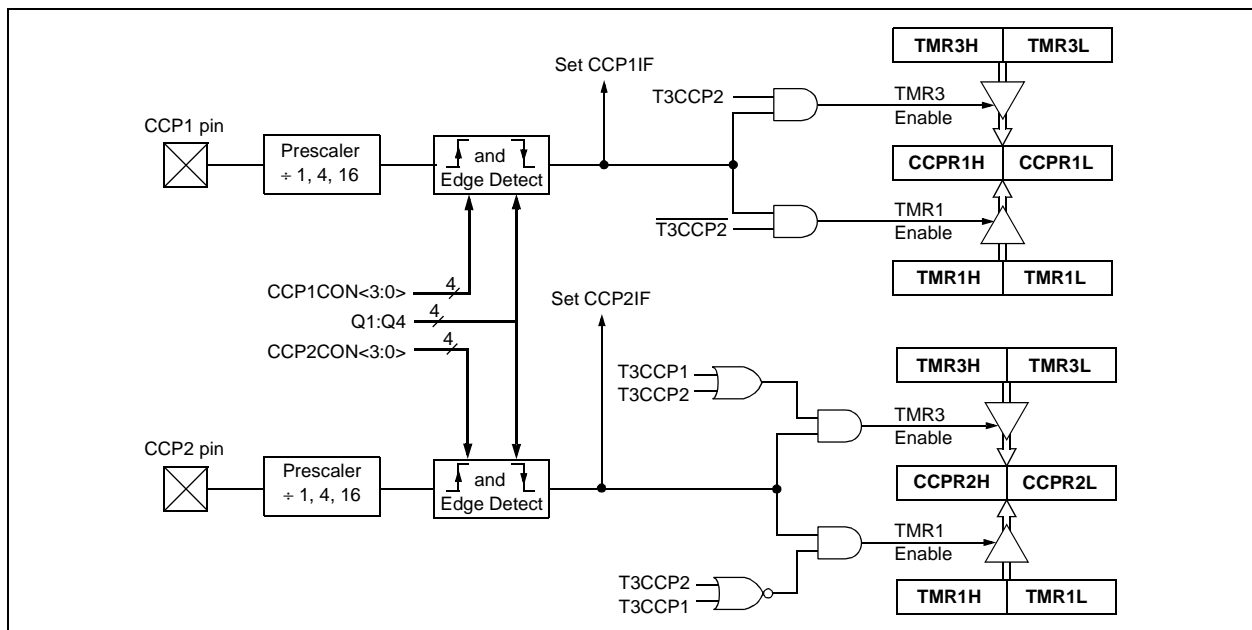 TMR3H TMR3L
Set CCP1IF
T3CCP2
TMR3
Enable
CCP1 pin
Prescaler
÷ 1, 4, 16
and
Edge Detect
CCPR1H CCPR1L
T3CCP2
TMR1
Enable
TMR1H TMR1L
CCP1CON<3:0> 4
Q1:Q4 4
CCP2CON<3:0> 4
Set CCP2IF
TMR3H TMR3L
T3CCP1
T3CCP2
TMR3
Enable
CCP2 pin
Prescaler
÷ 1, 4, 16
and
Edge Detect
CCPR2H CCPR2L
TMR1
Enable
T3CCP2
T3CCP1
TMR1H TMR1L